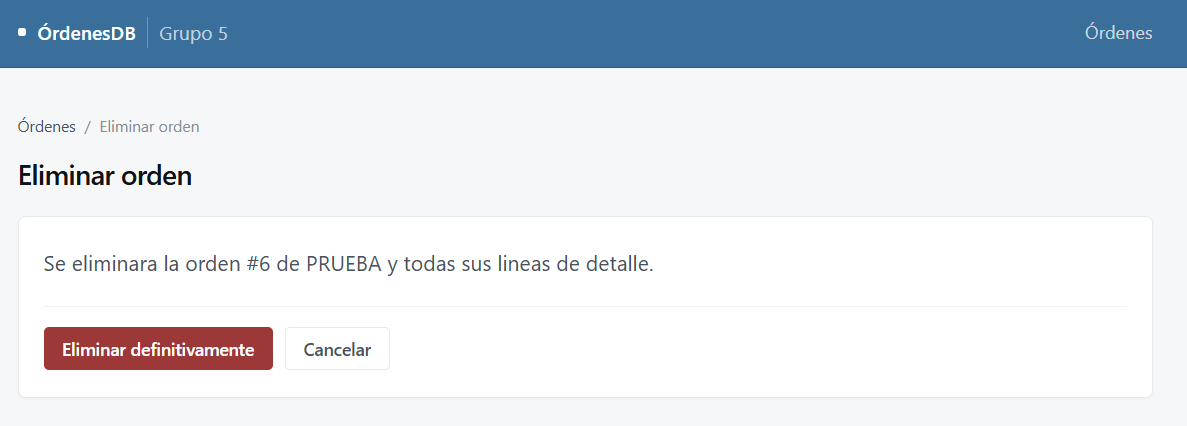 ÓrdenesDB Grupo 5 Órdenes
Órdenes / Eliminar orden
Eliminar orden
Se eliminara la orden #6 de PRUEBA y todas sus lineas de detalle.
Eliminar definitivamente Cancelar